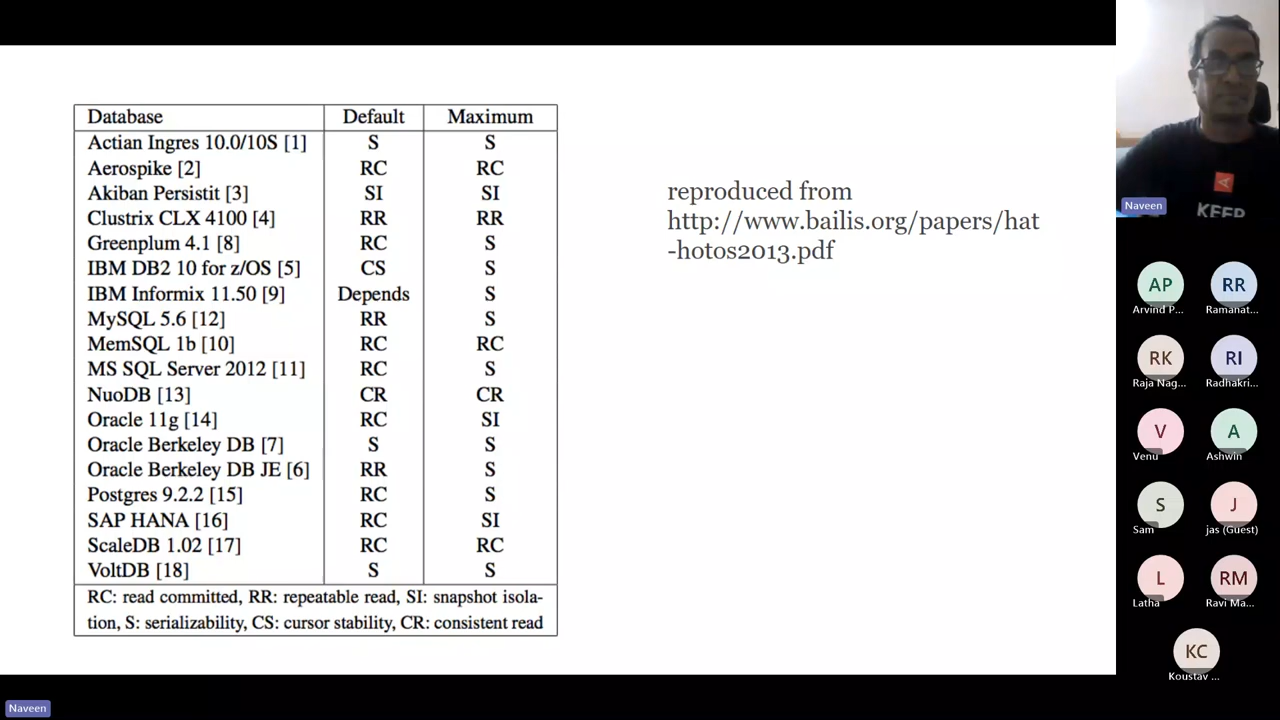 Database Default Maximum
Actian Ingres 10.0/10S [1] S S
Aerospike [2] RC RC
Akiban Persistit [3] SI SI
Clustrix CLX 4100 [4] RR RR
Greenplum 4.1 [8] RC S
IBM DB2 10 for z/OS [5] CS S
IBM Informix 11.50 [9] Depends S
MySQL 5.6 [12] RR S
MemSQL 1b [10] RC RC
MS SQL Server 2012 [11] RC S
NuoDB [13] CR CR
Oracle 11g [14] RC SI
Oracle Berkeley DB [7] S S
Oracle Berkeley DB JE [6] RR S
Postgres 9.2.2 [15] RC S
SAP HANA [16] RC SI
ScaleDB 1.02 [17] RC RC
VoltDB [18] S S
RC: read committed, RR: repeatable read, SI: snapshot isola-
tion, S: serializability, CS: cursor stability, CR: consistent read
reproduced from
http://www.bailis.org/papers/hat
-hotos2013.pdf
KEEP
Naveen
AP RR
Arvind P... Ramanat...
RK RI
Raja Nag... Radhakri...
V A
Venu Ashwin
S J
Sam jas (Guest)
L RM
Latha Ravi Ma...
KC
Koustav ...
Naveen